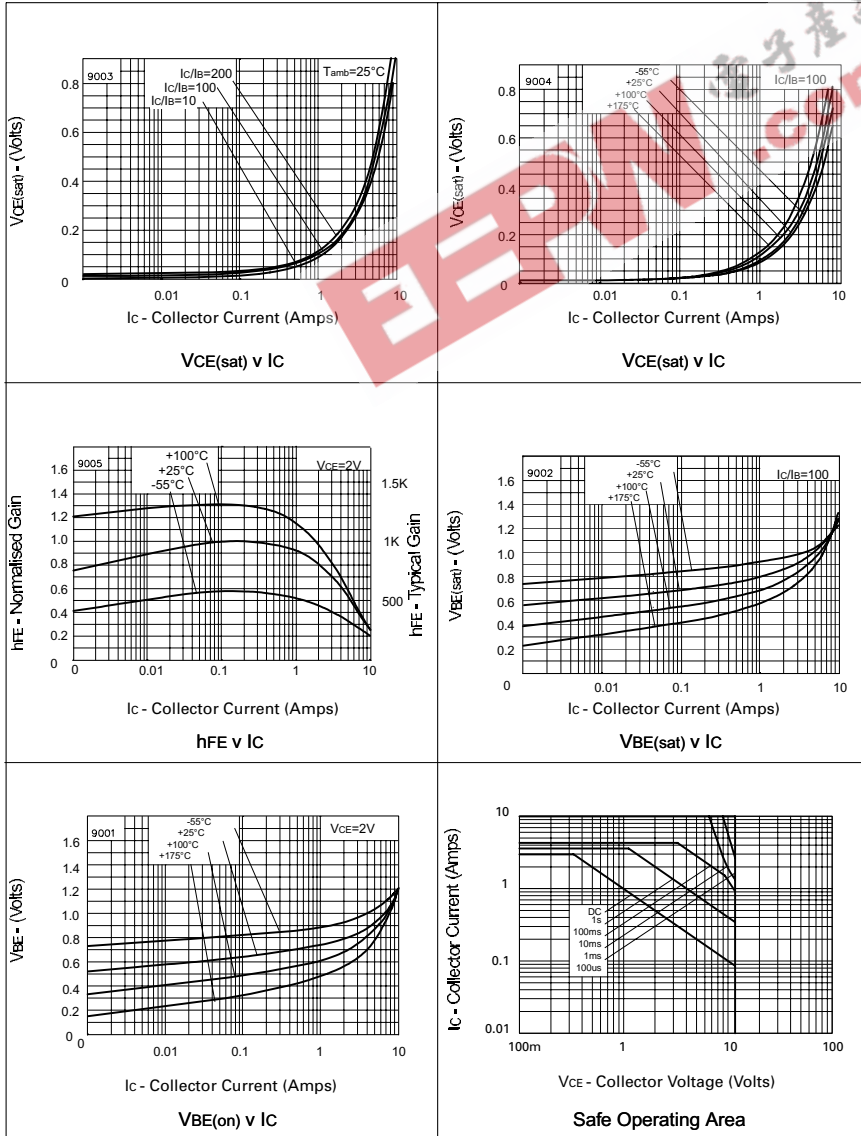 9003
Ic/IB=200
Ic/IB=100
Ic/IB=10
Tamb=25°C
VCE(sat) - (Volts)
0.8
0.6
0.4
0.2
0
0.01
0.1
1
10
Ic - Collector Current (Amps)
VCE(sat) v IC
9004
-55°C
+25°C
+100°C
+175°C
Ic/IB=100
VCE(sat) - (Volts)
0.8
0.6
0.4
0.2
0
0.01
0.1
1
10
Ic - Collector Current (Amps)
VCE(sat) v IC
電子產
EEPW
.com
9005
+100°C
+25°C
-55°C
VCE=2V
hFE - Normalised Gain
1.6
1.4
1.2
1.0
0.8
0.6
0.4
0.2
0
1.5K
1K
500
hFE - Typical Gain
0
0.01
0.1
1
10
Ic - Collector Current (Amps)
hFE v IC
9002
-55°C
+25°C
+100°C
+175°C
Ic/IB=100
VBE(sat) - (Volts)
1.6
1.4
1.2
1.0
0.8
0.6
0.4
0.2
0
0.01
0.1
1
10
Ic - Collector Current (Amps)
VBE(sat) v IC
9001
-55°C
+25°C
+100°C
+175°C
VCE=2V
VBE - (Volts)
1.6
1.4
1.2
1.0
0.8
0.6
0.4
0.2
0
0
0.01
0.1
1
10
Ic - Collector Current (Amps)
VBE(on) v IC
IC - Collector Current (Amps)
10
1
0.1
0.01
DC
1s
100ms
10ms
1ms
100us
100m
1
10
100
VCE - Collector Voltage (Volts)
Safe Operating Area